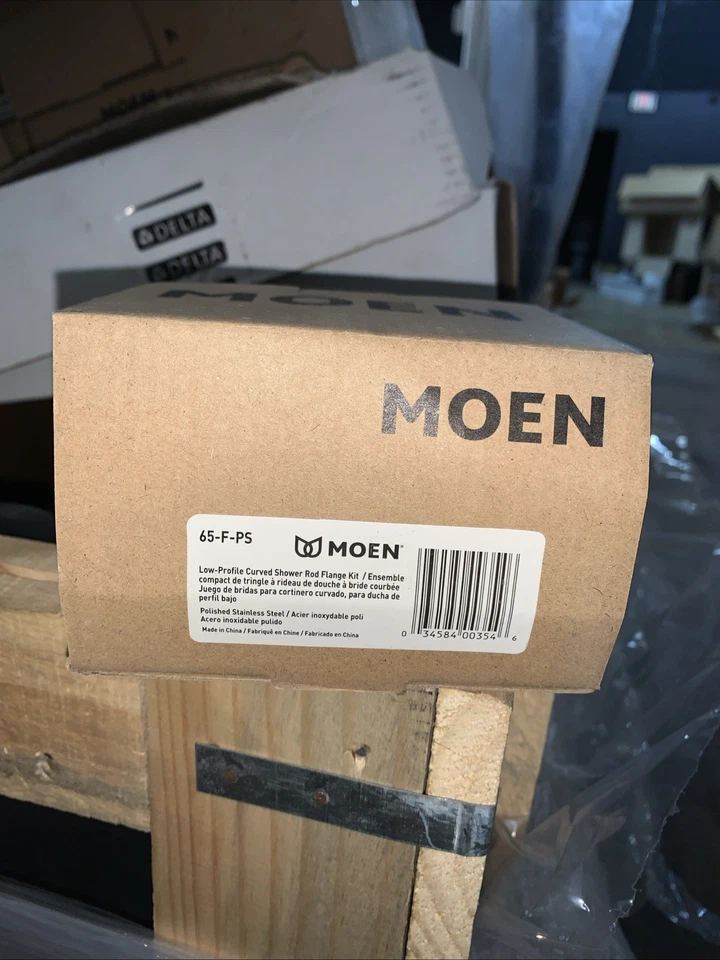 MOEN
DELTA
DELTA
MOEN
MOEN
65-F-PS
MOEN®
Low-Profile Curved Shower Rod Flange Kit / Ensemble
compact de tringle à rideau de douche à bride courbée
Juego de bridas para cortinero curvado, para ducha de
perfil bajo
Polished Stainless Steel / Acier inoxydable poli
Acero inoxidable pulido
Made in China / Fabriqué en Chine / Fabricado en China
0 34584 00354 6